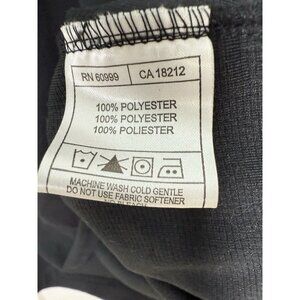 RN 60999 CA 18212
100% POLYESTER
100% POLYESTER
100% POLIESTER
MACHINE WASH COLD GENTLE
DO NOT USE FABRIC SOFTENER